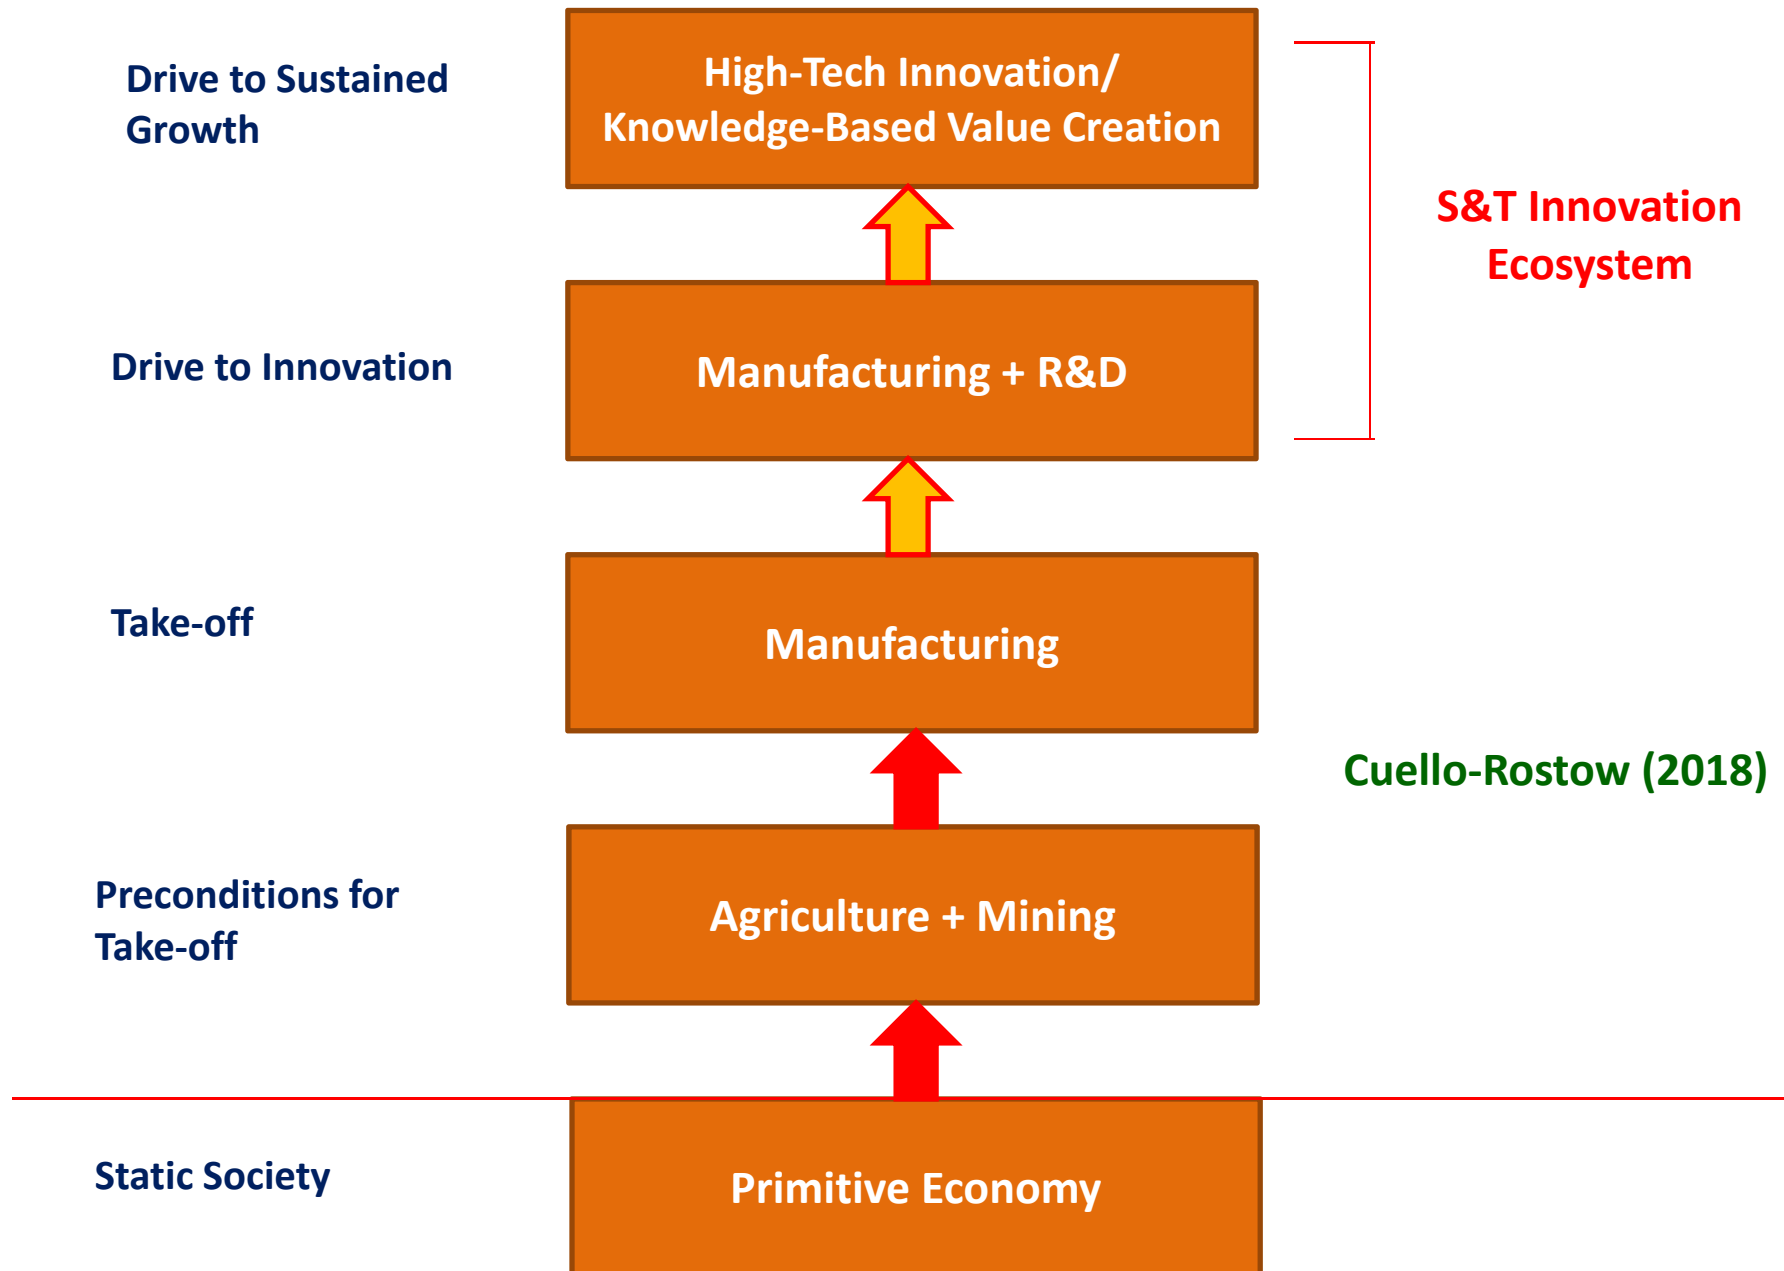 Drive to Sustained
Growth
High-Tech Innovation/
Knowledge-Based Value Creation
S&T Innovation
Ecosystem
Drive to Innovation
Manufacturing + R&D
Take-off
Manufacturing
Cuello-Rostow (2018)
Preconditions for
Take-off
Agriculture + Mining
Static Society
Primitive Economy